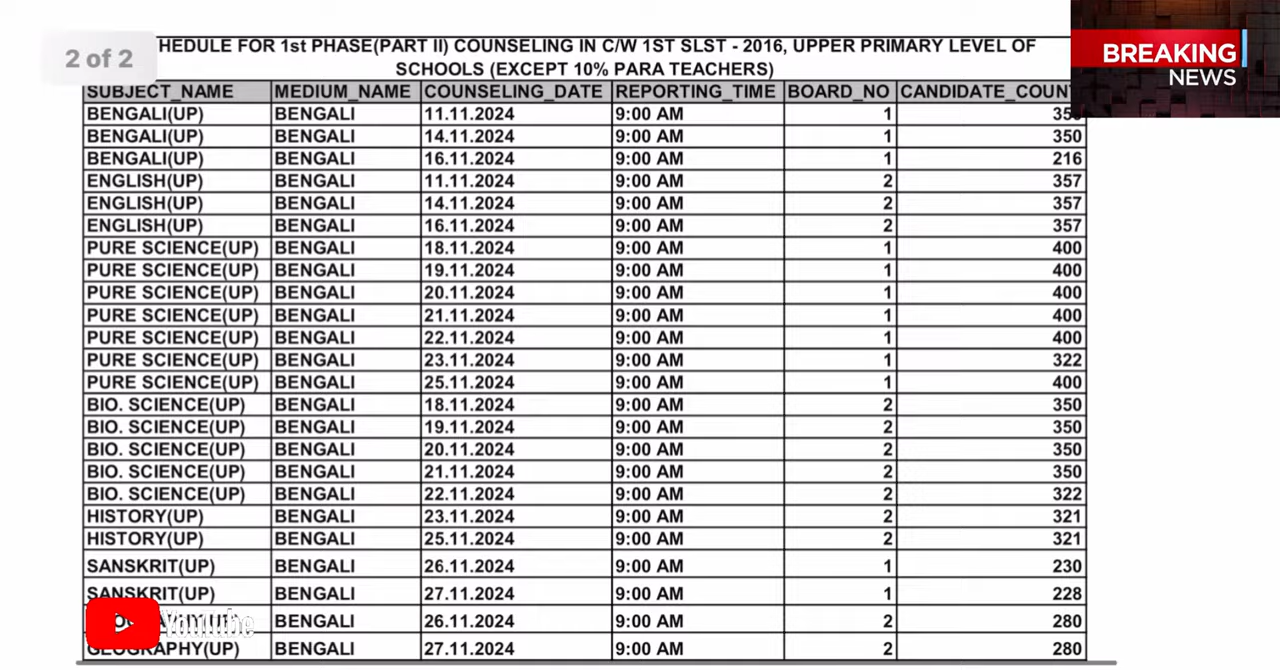 2 of 2
HEDULE FOR 1st PHASE(PART II) COUNSELING IN C/W 1ST SLST - 2016, UPPER PRIMARY LEVEL OF
SCHOOLS (EXCEPT 10% PARA TEACHERS)
BREAKING
NEWS
SUBJECT_NAME MEDIUM_NAME COUNSELING_DATE REPORTING_TIME BOARD_NO CANDIDATE_COUNT
BENGALI(UP) BENGALI 11.11.2024 9:00 AM 1
BENGALI(UP) BENGALI 14.11.2024 9:00 AM 1 350
BENGALI(UP) BENGALI 16.11.2024 9:00 AM 1 216
ENGLISH(UP) BENGALI 11.11.2024 9:00 AM 2 357
ENGLISH(UP) BENGALI 14.11.2024 9:00 AM 2 357
ENGLISH(UP) BENGALI 16.11.2024 9:00 AM 2 357
PURE SCIENCE(UP) BENGALI 18.11.2024 9:00 AM 1 400
PURE SCIENCE(UP) BENGALI 19.11.2024 9:00 AM 1 400
PURE SCIENCE(UP) BENGALI 20.11.2024 9:00 AM 1 400
PURE SCIENCE(UP) BENGALI 21.11.2024 9:00 AM 1 400
PURE SCIENCE(UP) BENGALI 22.11.2024 9:00 AM 1 400
PURE SCIENCE(UP) BENGALI 23.11.2024 9:00 AM 1 322
PURE SCIENCE(UP) BENGALI 25.11.2024 9:00 AM 1 400
BIO. SCIENCE(UP) BENGALI 18.11.2024 9:00 AM 2 350
BIO. SCIENCE(UP) BENGALI 19.11.2024 9:00 AM 2 350
BIO. SCIENCE(UP) BENGALI 20.11.2024 9:00 AM 2 350
BIO. SCIENCE(UP) BENGALI 21.11.2024 9:00 AM 2 350
BIO. SCIENCE(UP) BENGALI 22.11.2024 9:00 AM 2 322
HISTORY(UP) BENGALI 23.11.2024 9:00 AM 2 321
HISTORY(UP) BENGALI 25.11.2024 9:00 AM 2 321
SANSKRIT(UP) BENGALI 26.11.2024 9:00 AM 1 230
SANSKRIT(UP) BENGALI 27.11.2024 9:00 AM 1 228
Youtube
BENGALI 26.11.2024 9:00 AM 2 280
GEOGRAPHY(UP) BENGALI 27.11.2024 9:00 AM 2 280